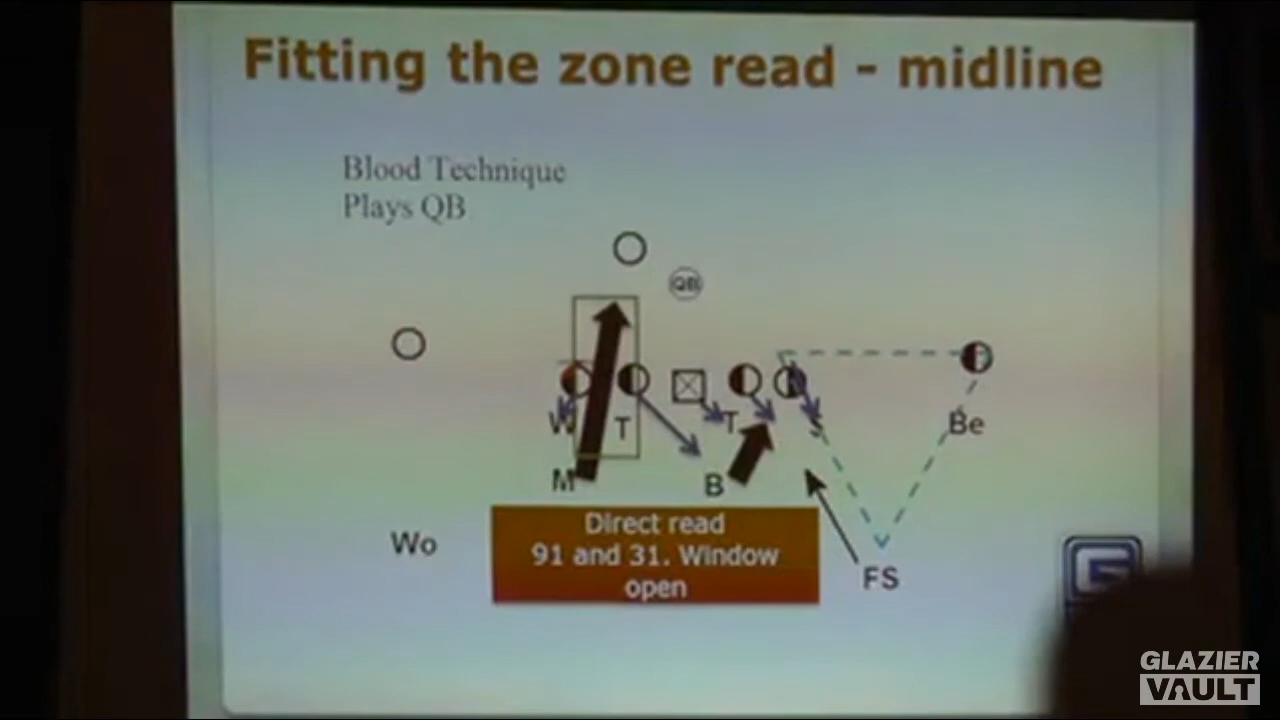 Fitting the zone read - midline
Blood Technique
Plays QB
QB
W T T Be
M B
Wo
Direct read
91 and 31. Window
open
FS
GLAZIER
VAULT